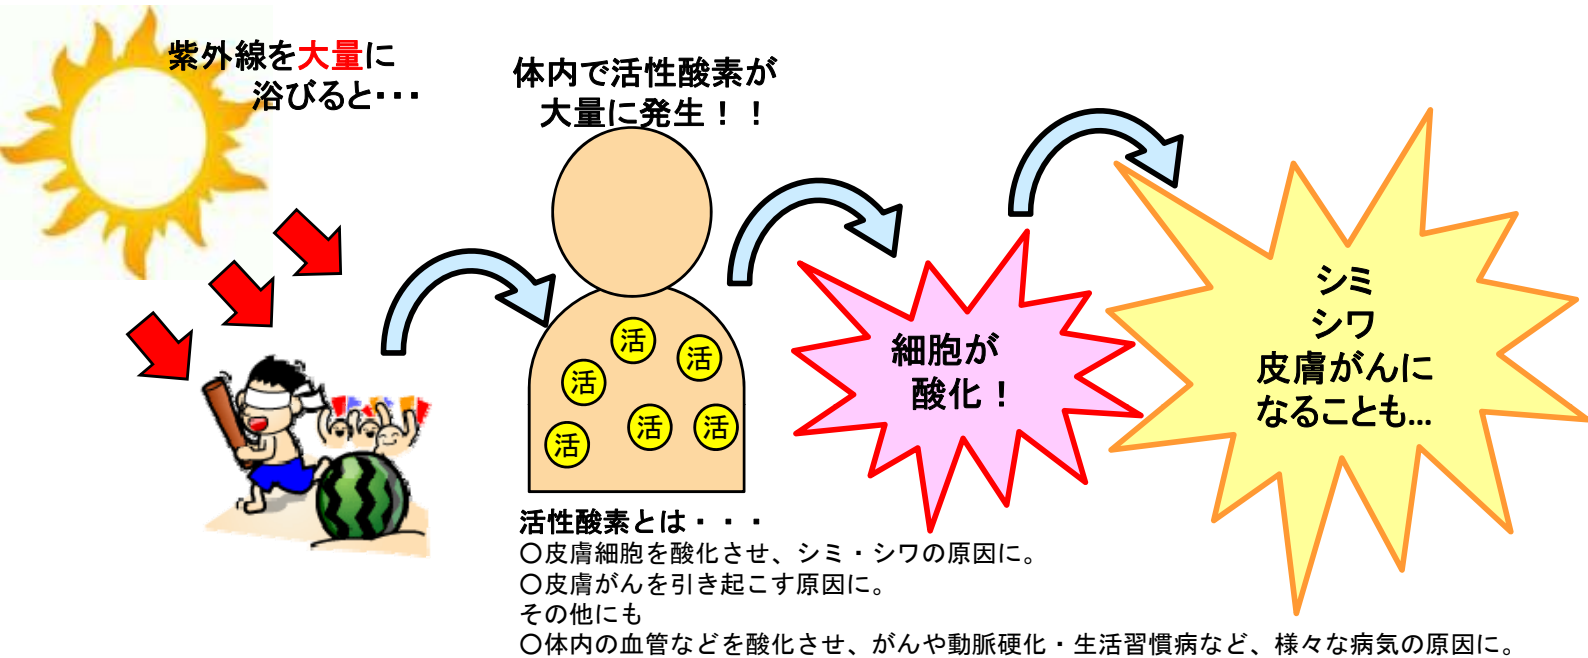 紫外線を大量に
浴びると・・・
体内で活性酸素が
大量に発生！！
活
活
活
活
活
活
細胞が
酸化！
シミ
シワ
皮膚がんに
なることも...
活性酸素とは・・・
〇皮膚細胞を酸化させ、シミ・シワの原因に。
〇皮膚がんを引き起こす原因に。
その他にも
〇体内の血管などを酸化させ、がんや動脈硬化・生活習慣病など、様々な病気の原因に。